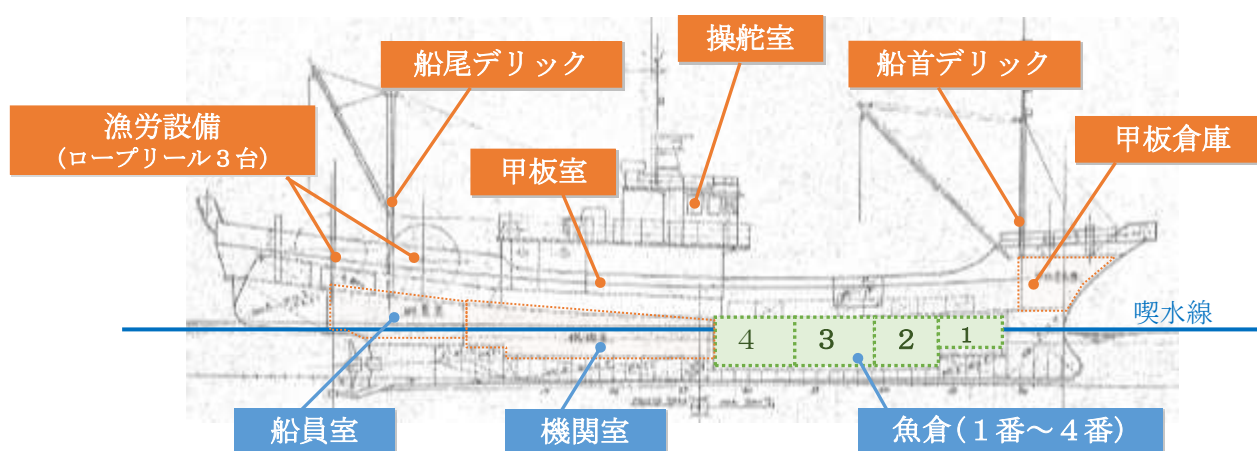 操舵室
船尾デリック
船首デリック
漁労設備
（ロープリール３台）
甲板倉庫
甲板室
喫水線
4
3
2
1
船員室
機関室
魚倉（１番～４番）